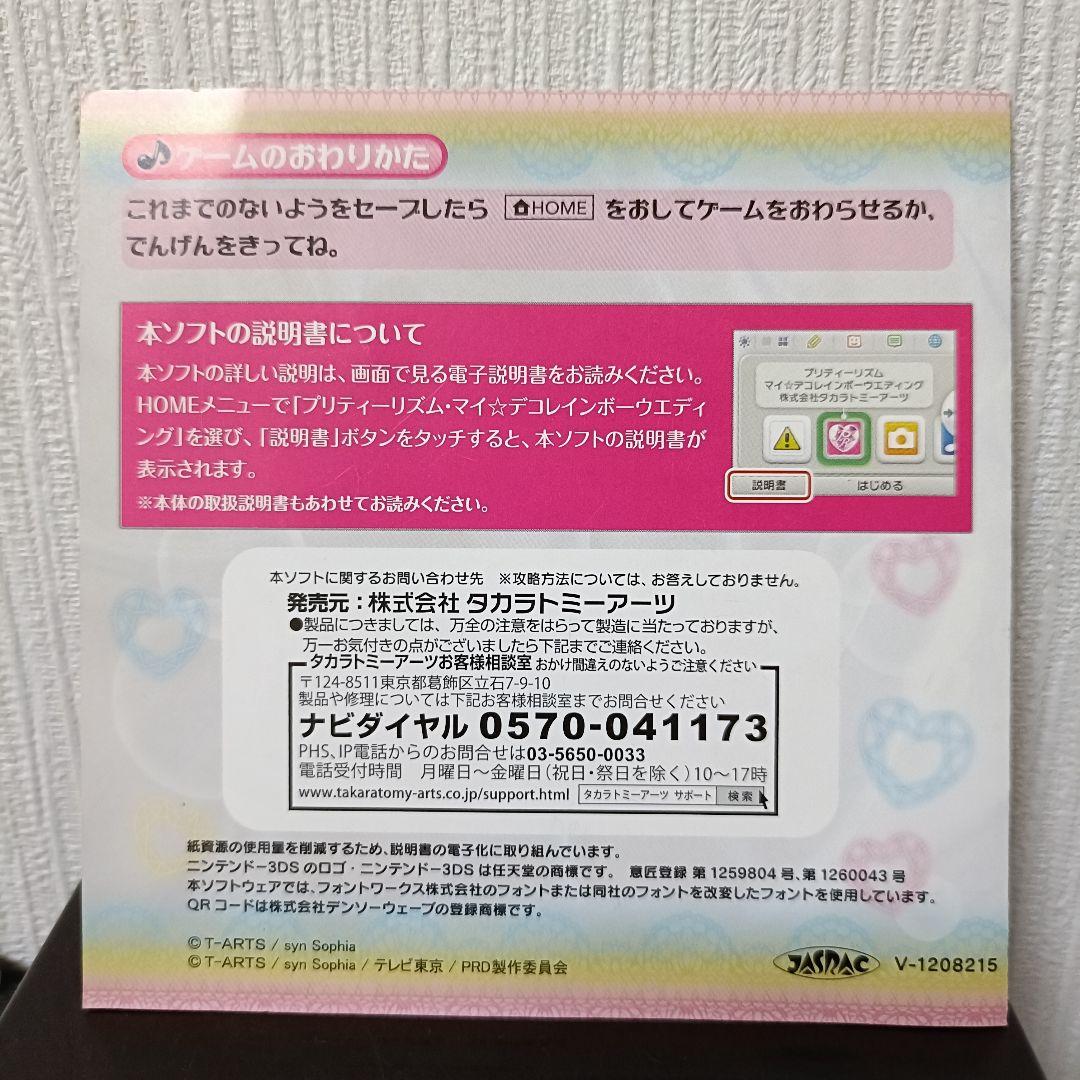 ゲームのおわりかた
これまでのないようをセーブしたら HOME をおしてゲームをおわらせるか、
でんげんをきってね。
本ソフトの説明書について
本ソフトの詳しい説明は、画面で見る電子説明書をお読みください。
HOMEメニューで「プリティーリズム・マイ☆デコレインボーウエディ
ング」を選び、「説明書」ボタンをタッチすると、本ソフトの説明書が
表示されます。
※本体の取扱説明書もあわせてお読みください。
プリティーリズム
マイ☆デコレインボーウエディング
株式会社タカラトミーアーツ
説明書 はじめる
本ソフトに関するお問い合わせ先 ※攻略方法については、お答えしておりません。
発売元：株式会社 タカラトミーアーツ
●製品につきましては、万全の注意をはらって製造に当たっておりますが、
万一お気付きの点がございましたら下記までご連絡ください。
タカラトミーアーツお客様相談室 おかけ間違えのないようご注意ください
〒124-8511東京都葛飾区立石7-9-10
製品や修理については下記お客様相談室までお問合せください
ナビダイヤル 0570-041173
PHS、IP電話からのお問合せは03-5650-0033
電話受付時間 月曜日～金曜日（祝日・祭日を除く）10～17時
www.takaratomy-arts.co.jp/support.html タカラトミーアーツ サポート 検索
紙資源の使用量を削減するため、説明書の電子化に取り組んでいます。
ニンテンドー3DSのロゴ・ニンテンドー3DSは任天堂の商標です。 意匠登録 第1259804号、第1260043号
本ソフトウェアでは、フォントワークス株式会社のフォントまたは同社のフォントを改変したフォントを使用しています。
QRコードは株式会社デンソーウェーブの登録商標です。
©T-ARTS / syn Sophia
©T-ARTS / syn Sophia / テレビ東京 / PRD製作委員会
JASRAC V-1208215